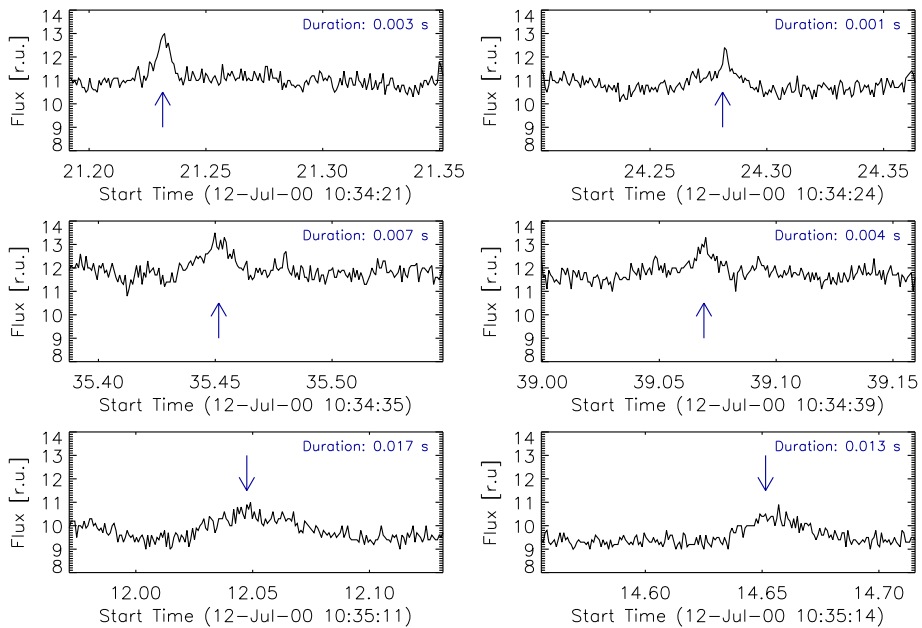 Duration: 0.003 s
Flux [r.u.]
14
13
12
11
10
9
8
21.20 21.25 21.30 21.35
Start Time (12-Jul-00 10:34:21)
Duration: 0.001 s
Flux [r.u.]
14
13
12
11
10
9
8
24.25 24.30 24.35
Start Time (12-Jul-00 10:34:24)
Duration: 0.007 s
Flux [r.u.]
14
13
12
11
10
9
8
35.40 35.45 35.50
Start Time (12-Jul-00 10:34:35)
Duration: 0.004 s
Flux [r.u.]
14
13
12
11
10
9
8
39.00 39.05 39.10 39.15
Start Time (12-Jul-00 10:34:39)
Duration: 0.017 s
Flux [r.u.]
14
13
12
11
10
9
8
12.00 12.05 12.10
Start Time (12-Jul-00 10:35:11)
Duration: 0.013 s
Flux [r.u]
14
13
12
11
10
9
8
14.60 14.65 14.70
Start Time (12-Jul-00 10:35:14)